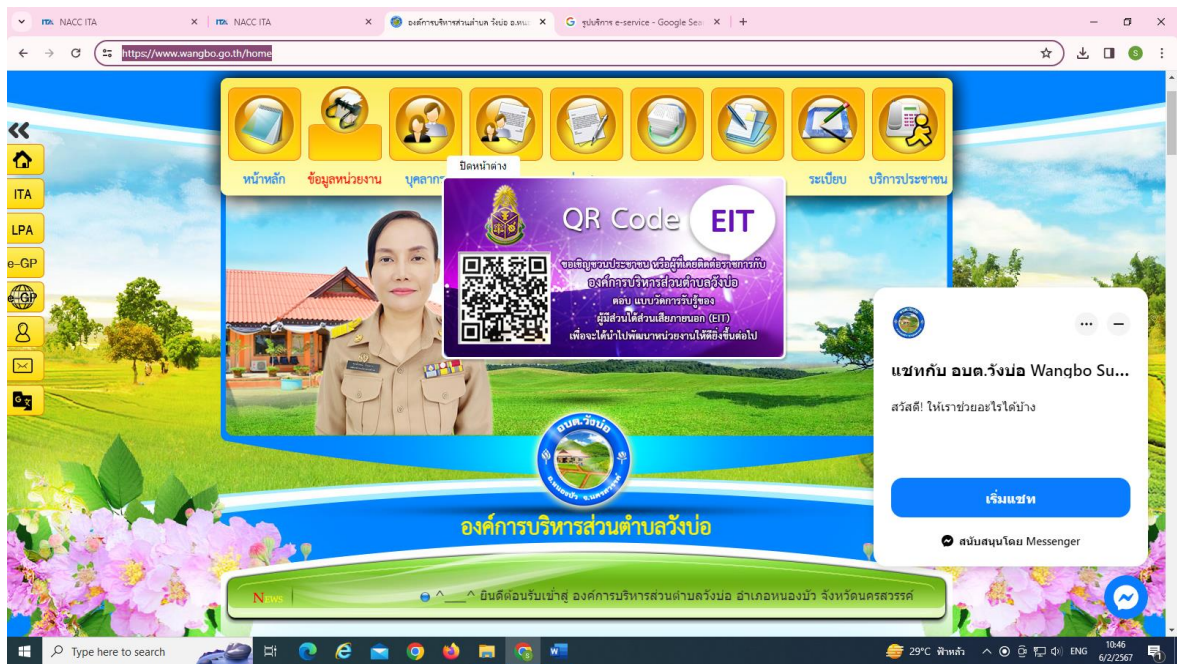 NACC ITA
NACC ITA
องค์การบริหารส่วนตำบล วังบ่อ อ.หนอ
รูปบริการ e-service - Google Sea
https://www.wangbo.go.th/home
S
ITA
LPA
e-GP
e-GP
หน้าหลัก
ข้อมูลหน่วยงาน
บุคลากร
ระเบียบ
บริการประชาชน
ปิดหน้าต่าง
QR Code EIT
ขอเชิญชวนประชาชน หรือผู้ที่เคยติดต่อราชการกับ
องค์การบริหารส่วนตำบลวังบ่อ
ตอบ แบบวัดการรับรู้ของ
ผู้มีส่วนได้ส่วนเสียภายนอก (EIT)
เพื่อจะได้นำไปพัฒนาหน่วยงานให้ดียิ่งขึ้นต่อไป
อบต.วังบ่อ
อ.หนองบัว จ.นครสวรรค์
องค์การบริหารส่วนตำบลวังบ่อ
แชทกับ อบต.วังบ่อ Wangbo Su...
สวัสดี! ให้เราช่วยอะไรได้บ้าง
เริ่มแชท
สนับสนุนโดย Messenger
News
^___^ ยินดีต้อนรับเข้าสู่ องค์การบริหารส่วนตำบลวังบ่อ อำเภอหนองบัว จังหวัดนครสวรรค์
Type here to search
29°C ฟ้าหลัว
ENG
10:46
6/2/2567